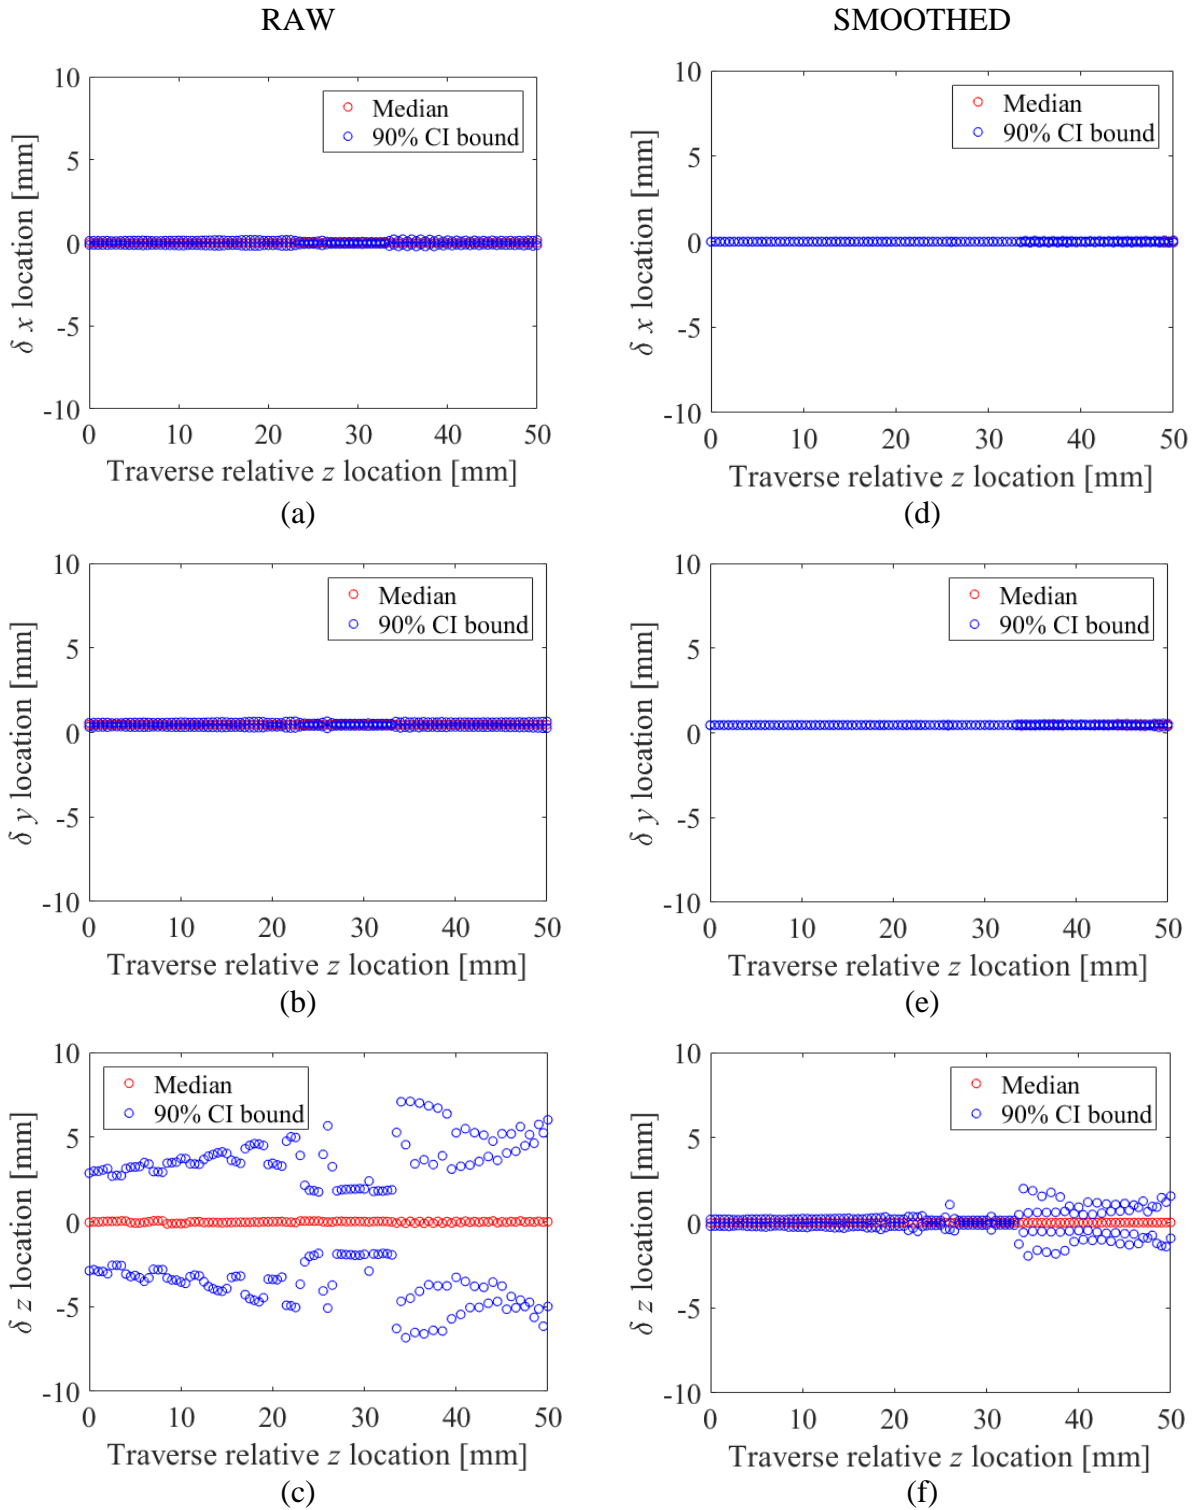 RAW
SMOOTHED
10
5
0
-5
-10
δ x location [mm]
Median
90% CI bound
0 10 20 30 40 50
Traverse relative z location [mm]
(a)
10
5
0
-5
-10
δ x location [mm]
Median
90% CI bound
0 10 20 30 40 50
Traverse relative z location [mm]
(d)
10
5
0
-5
-10
δ y location [mm]
Median
90% CI bound
0 10 20 30 40 50
Traverse relative z location [mm]
(b)
10
5
0
-5
-10
δ y location [mm]
Median
90% CI bound
0 10 20 30 40 50
Traverse relative z location [mm]
(e)
10
5
0
-5
-10
δ z location [mm]
Median
90% CI bound
0 10 20 30 40 50
Traverse relative z location [mm]
(c)
10
5
0
-5
-10
δ z location [mm]
Median
90% CI bound
0 10 20 30 40 50
Traverse relative z location [mm]
(f)